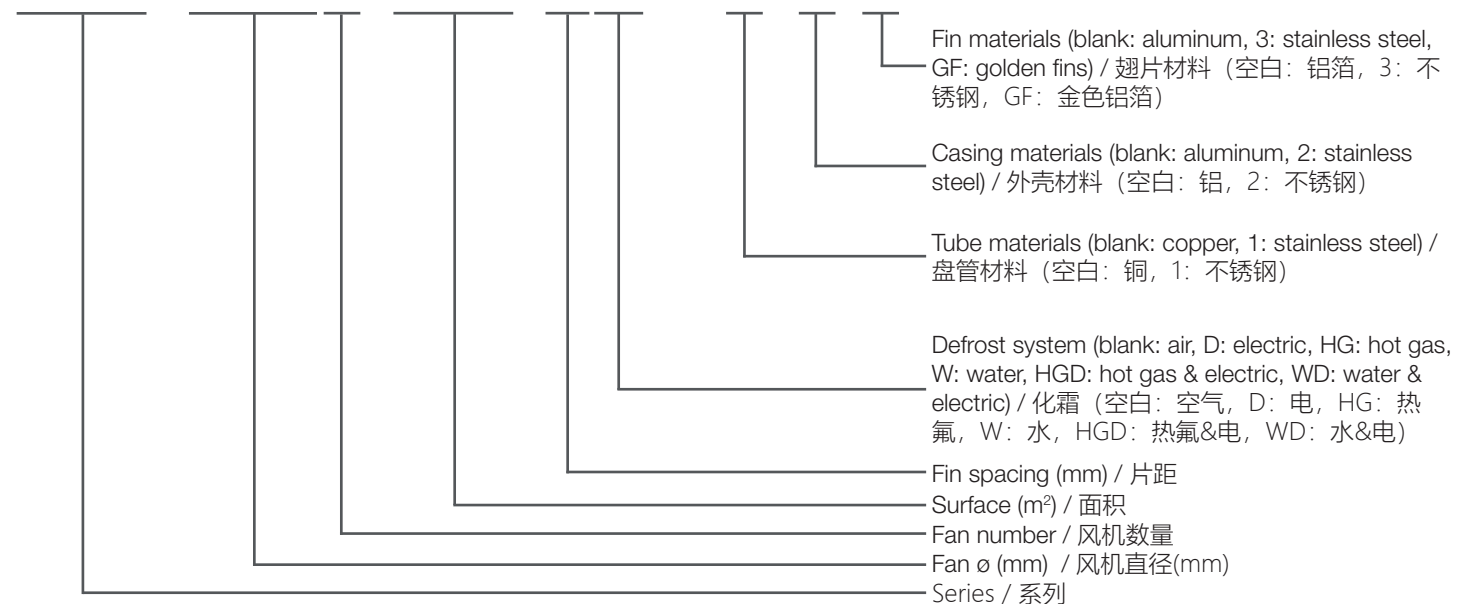 Fin materials (blank: aluminum, 3: stainless steel,
GF: golden fins) / 翅片材料（空白：铝箔，3：不
锈钢，GF：金色铝箔）
Casing materials (blank: aluminum, 2: stainless
steel) / 外壳材料（空白：铝，2：不锈钢）
Tube materials (blank: copper, 1: stainless steel) /
盘管材料（空白：铜，1：不锈钢）
Defrost system (blank: air, D: electric, HG: hot gas,
W: water, HGD: hot gas & electric, WD: water &
electric) / 化霜（空白：空气，D：电，HG：热
氟，W：水，HGD：热氟&电，WD：水&电）
Fin spacing (mm) / 片距
Surface (m²) / 面积
Fan number / 风机数量
Fan ø (mm) / 风机直径(mm)
Series / 系列